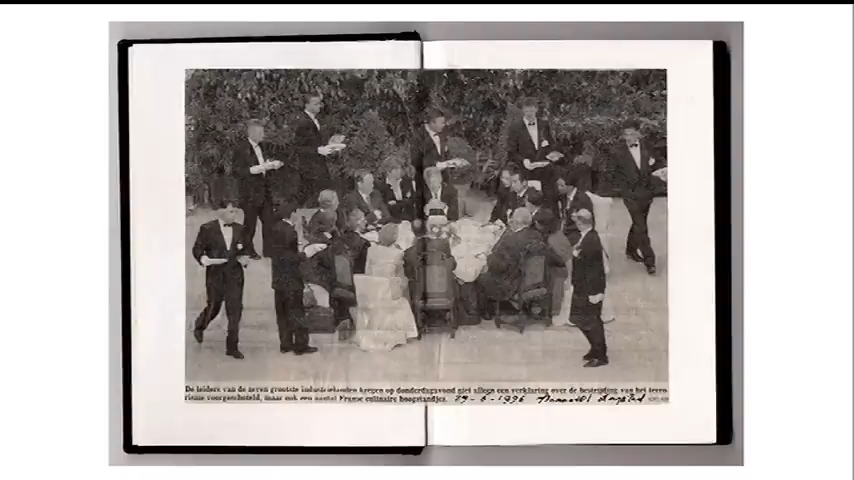 De leiders van de zeven grootste industrielanden kregen op donderdagavond niet alleen een verklaring over de bestrijding van het terro-
risme voorgeschoteld, maar ook een aantal Franse culinaire hoogstandjes. 29-6-1996